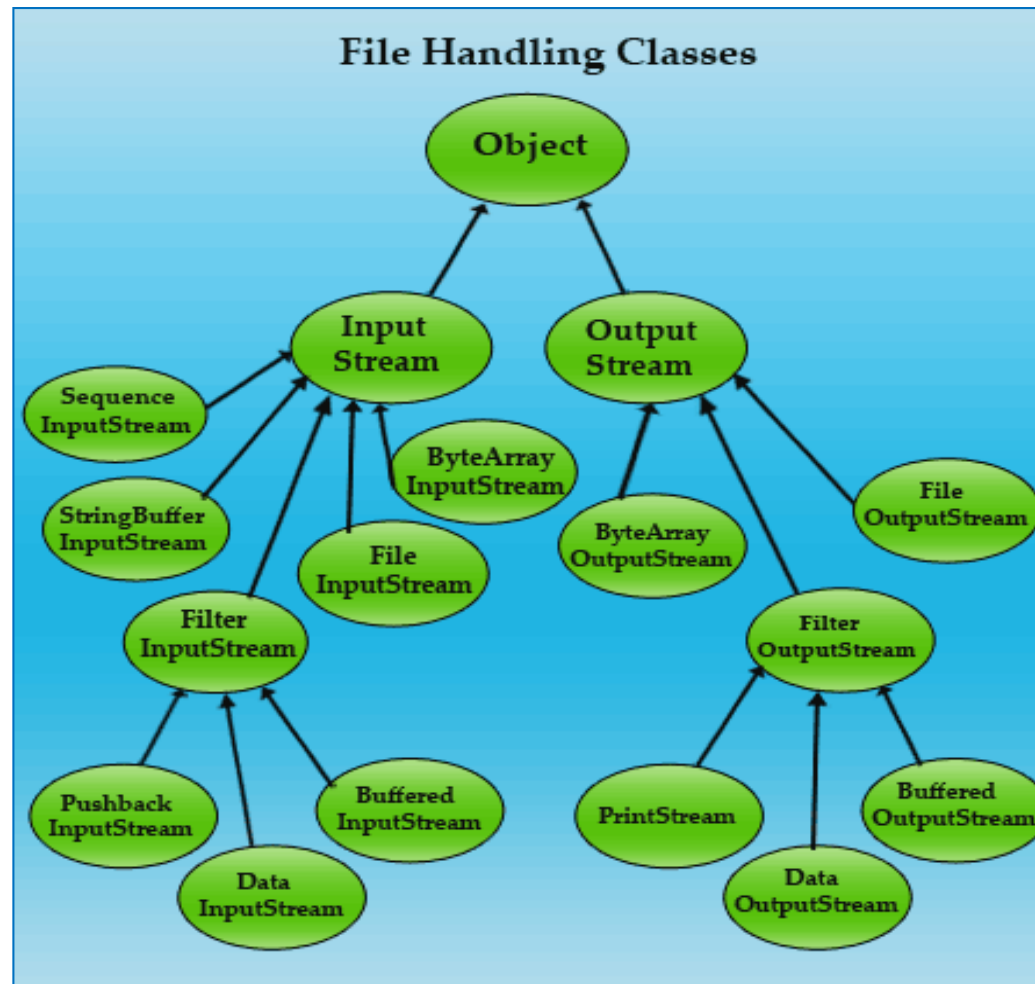 File Handling Classes
Object
Input
Stream
Output
Stream
Sequence
InputStream
StringBuffer
InputStream
ByteArray
InputStream
File
InputStream
ByteArray
OutputStream
File
OutputStream
Filter
InputStream
Filter
OutputStream
Pushback
InputStream
Data
InputStream
Buffered
InputStream
PrintStream
Data
OutputStream
Buffered
OutputStream